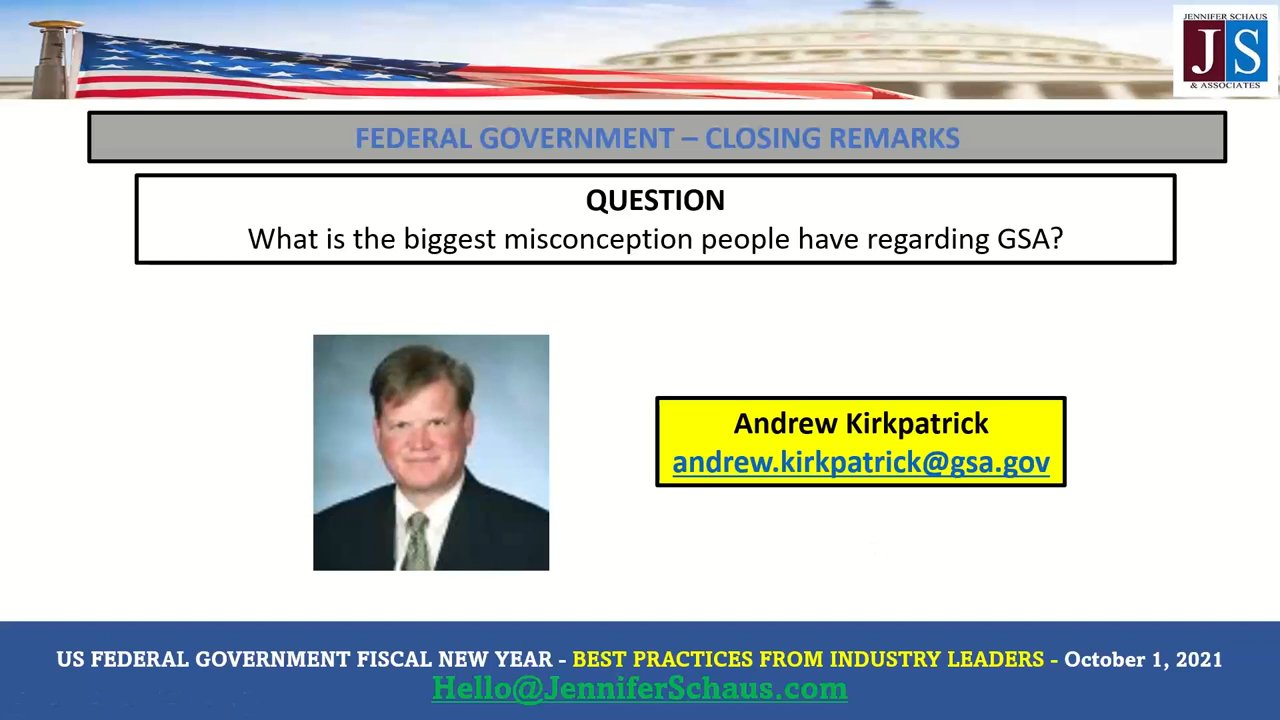 JENNIFER SCHAUS
JS
& ASSOCIATES
FEDERAL GOVERNMENT – CLOSING REMARKS
QUESTION
What is the biggest misconception people have regarding GSA?
Andrew Kirkpatrick
andrew.kirkpatrick@gsa.gov
US FEDERAL GOVERNMENT FISCAL NEW YEAR - BEST PRACTICES FROM INDUSTRY LEADERS - October 1, 2021
Hello@JenniferSchaus.com